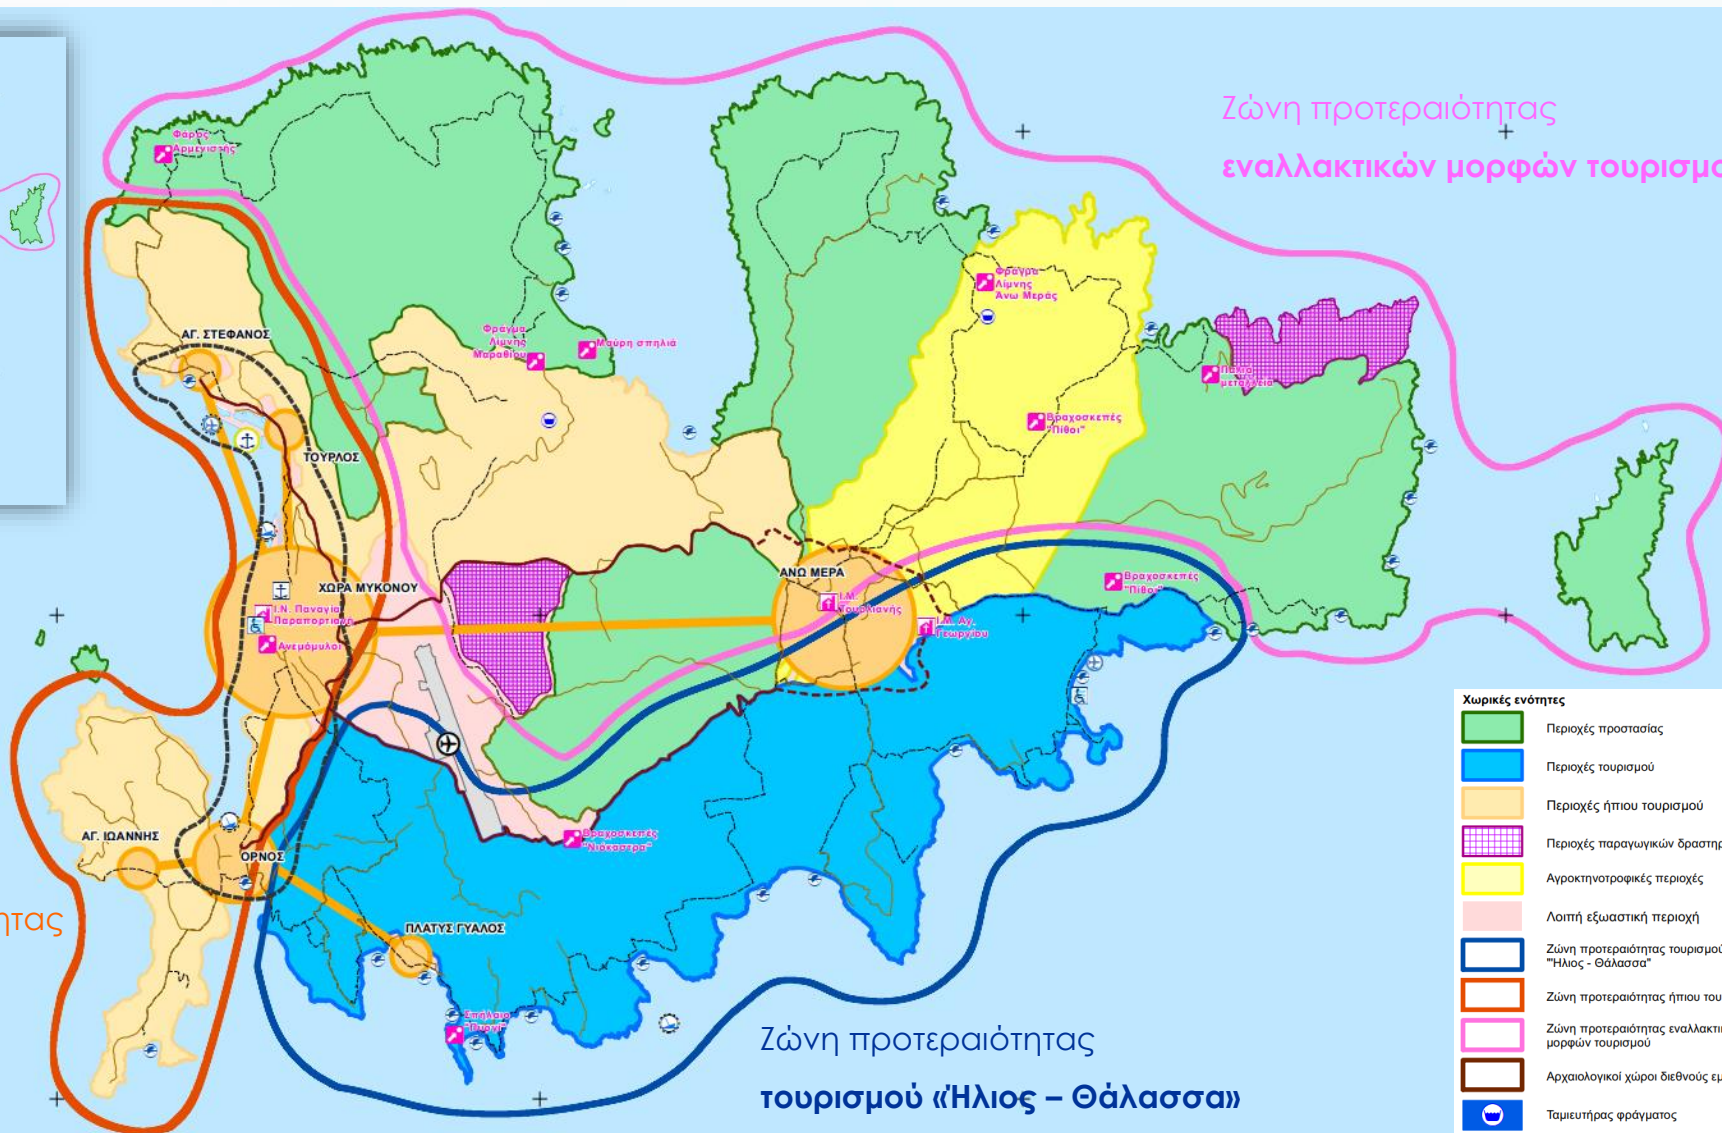 Ζώνη προτεραιότητας
εναλλακτικών μορφών τουρισμο
Φάρος
Αρμενιστής
ΑΓ. ΣΤΕΦΑΝΟΣ
Φράγμα
Λίμνης
Μαραθίου
Μαύρη σπηλιά
Φράγμα
Λίμνης
Άνω Μεράς
Παλιά
μεταλλεία
Βραχοσκεπές
"Πίθοι"
ΤΟΥΡΛΟΣ
ΧΩΡΑ ΜΥΚΟΝΟΥ
Ι.Ν. Παναγία
Παραπορτιανή
Ανεμόμυλοι
ΑΝΩ ΜΕΡΑ
Ι.Μ.
Τουρλιανής
Ι.Μ. Αγ.
Γεωργίου
Βραχοσκεπές
"Πίθοι"
Βραχοσκεπές
ΑΓ. ΙΩΑΝΝΗΣ
ΟΡΝΟΣ
ητας
ΠΛΑΤΥΣ ΓΥΑΛΟΣ
Σπήλαιο
Ζώνη προτεραιότητας
τουρισμού «Ήλιος – Θάλασσα»
Χωρικές ενότητες
Περιοχές προστασίας
Περιοχές τουρισμού
Περιοχές ήπιου τουρισμού
Περιοχές παραγωγικών δραστηρ
Αγροκτηνοτροφικές περιοχές
Λοιπή εξωαστική περιοχή
Ζώνη προτεραιότητας τουρισμού
"Ήλιος - Θάλασσα"
Ζώνη προτεραιότητας ήπιου του
Ζώνη προτεραιότητας εναλλακτι
μορφών τουρισμού
Αρχαιολογικοί χώροι διεθνούς εμ
Ταμιευτήρας φράγματος